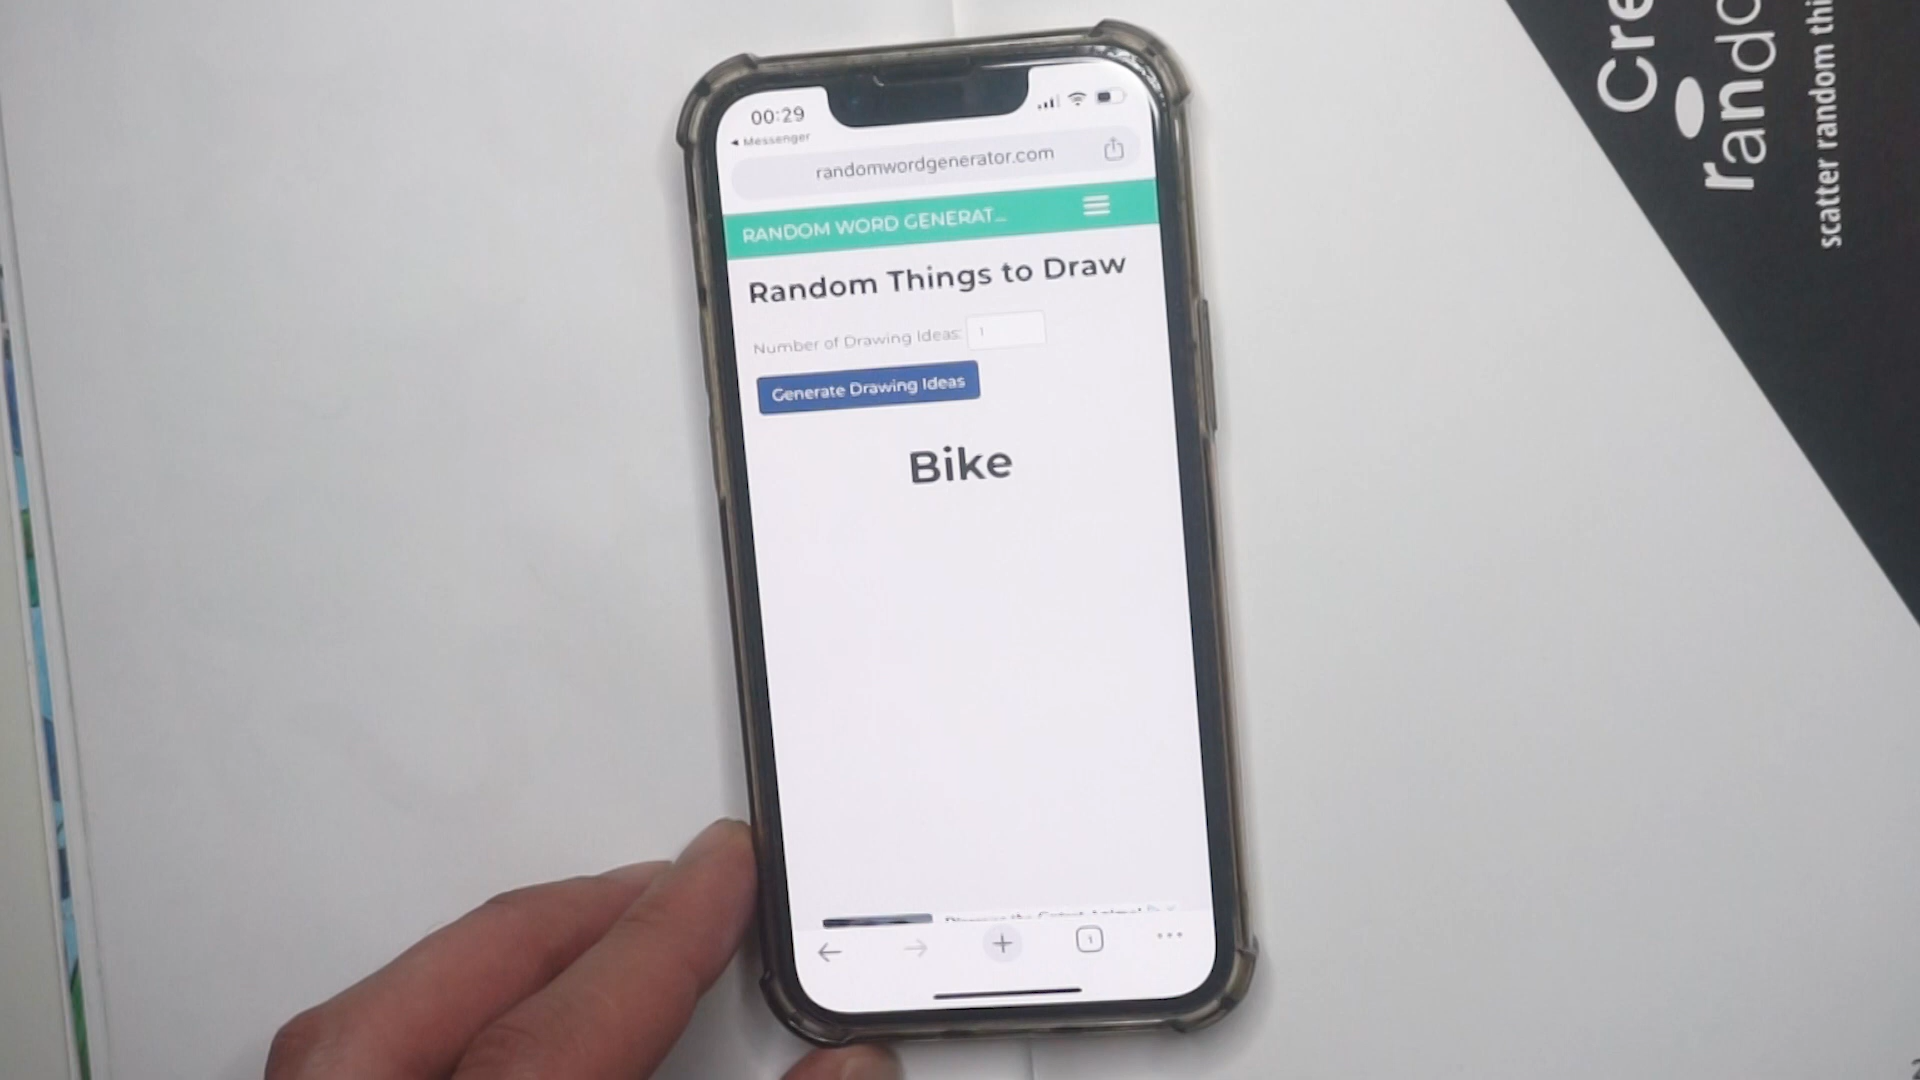 00:29
Messenger
randomwordgenerator.com
RANDOM WORD GENERAT...
Random Things to Draw
Number of Drawing Ideas: 1
Generate Drawing Ideas
Bike
1
Cre
rando
scatter random thi